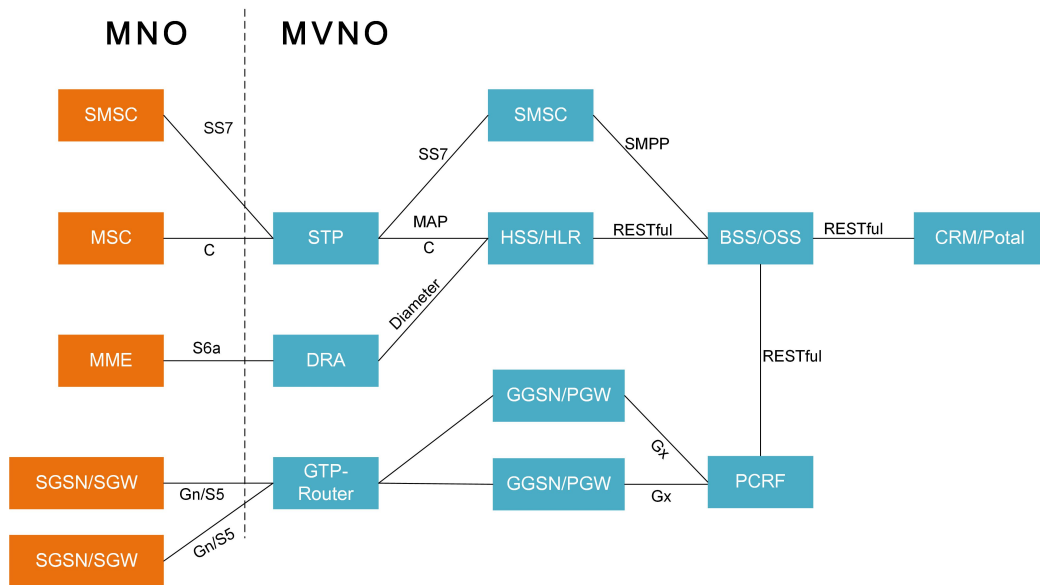 MNO
MVNO
SMSC
SS7
SMSC
SS7
SMPP
MSC
C
STP
MAP
C
HSS/HLR
RESTful
BSS/OSS
RESTful
CRM/Potal
Diameter
MME
S6a
DRA
RESTful
GGSN/PGW
Gx
SGSN/SGW
Gn/S5
GTP-
Router
GGSN/PGW
Gx
PCRF
SGSN/SGW
Gn/S5